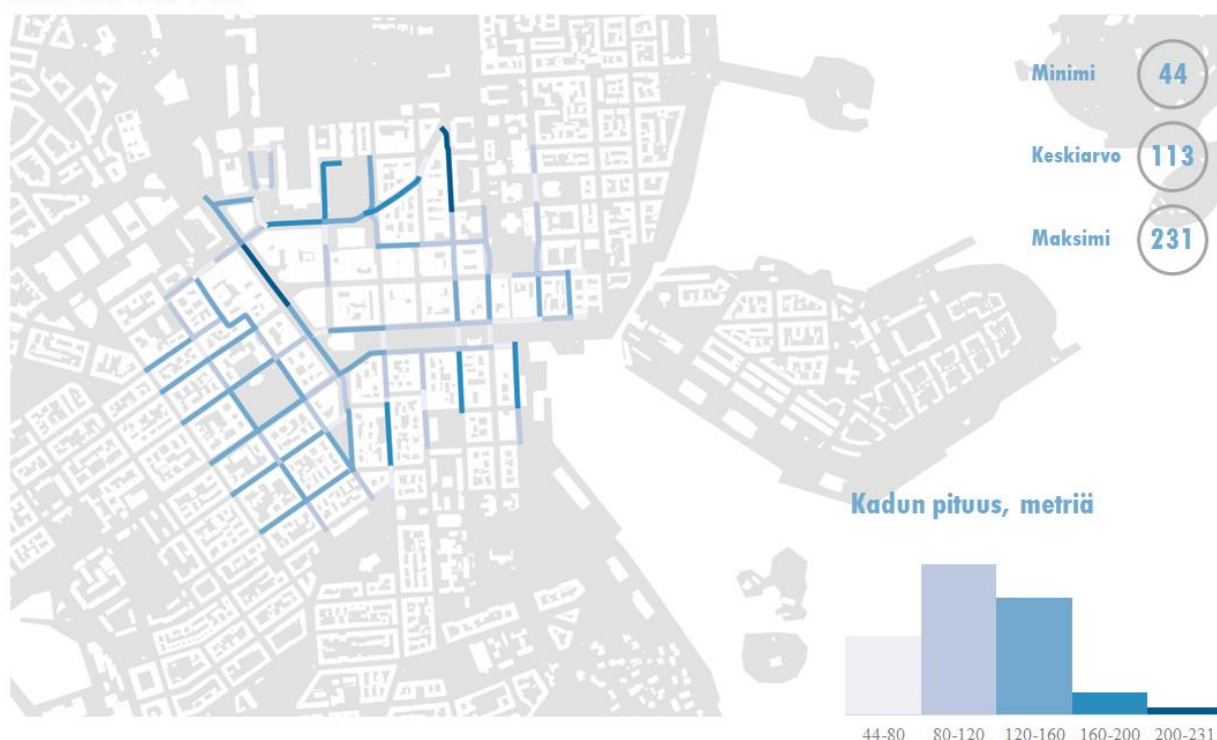 Minimi 44
Keskiarvo 113
Maksimi 231
Kadun pituus, metriä
44-80 80-120 120-160 160-200 200-231